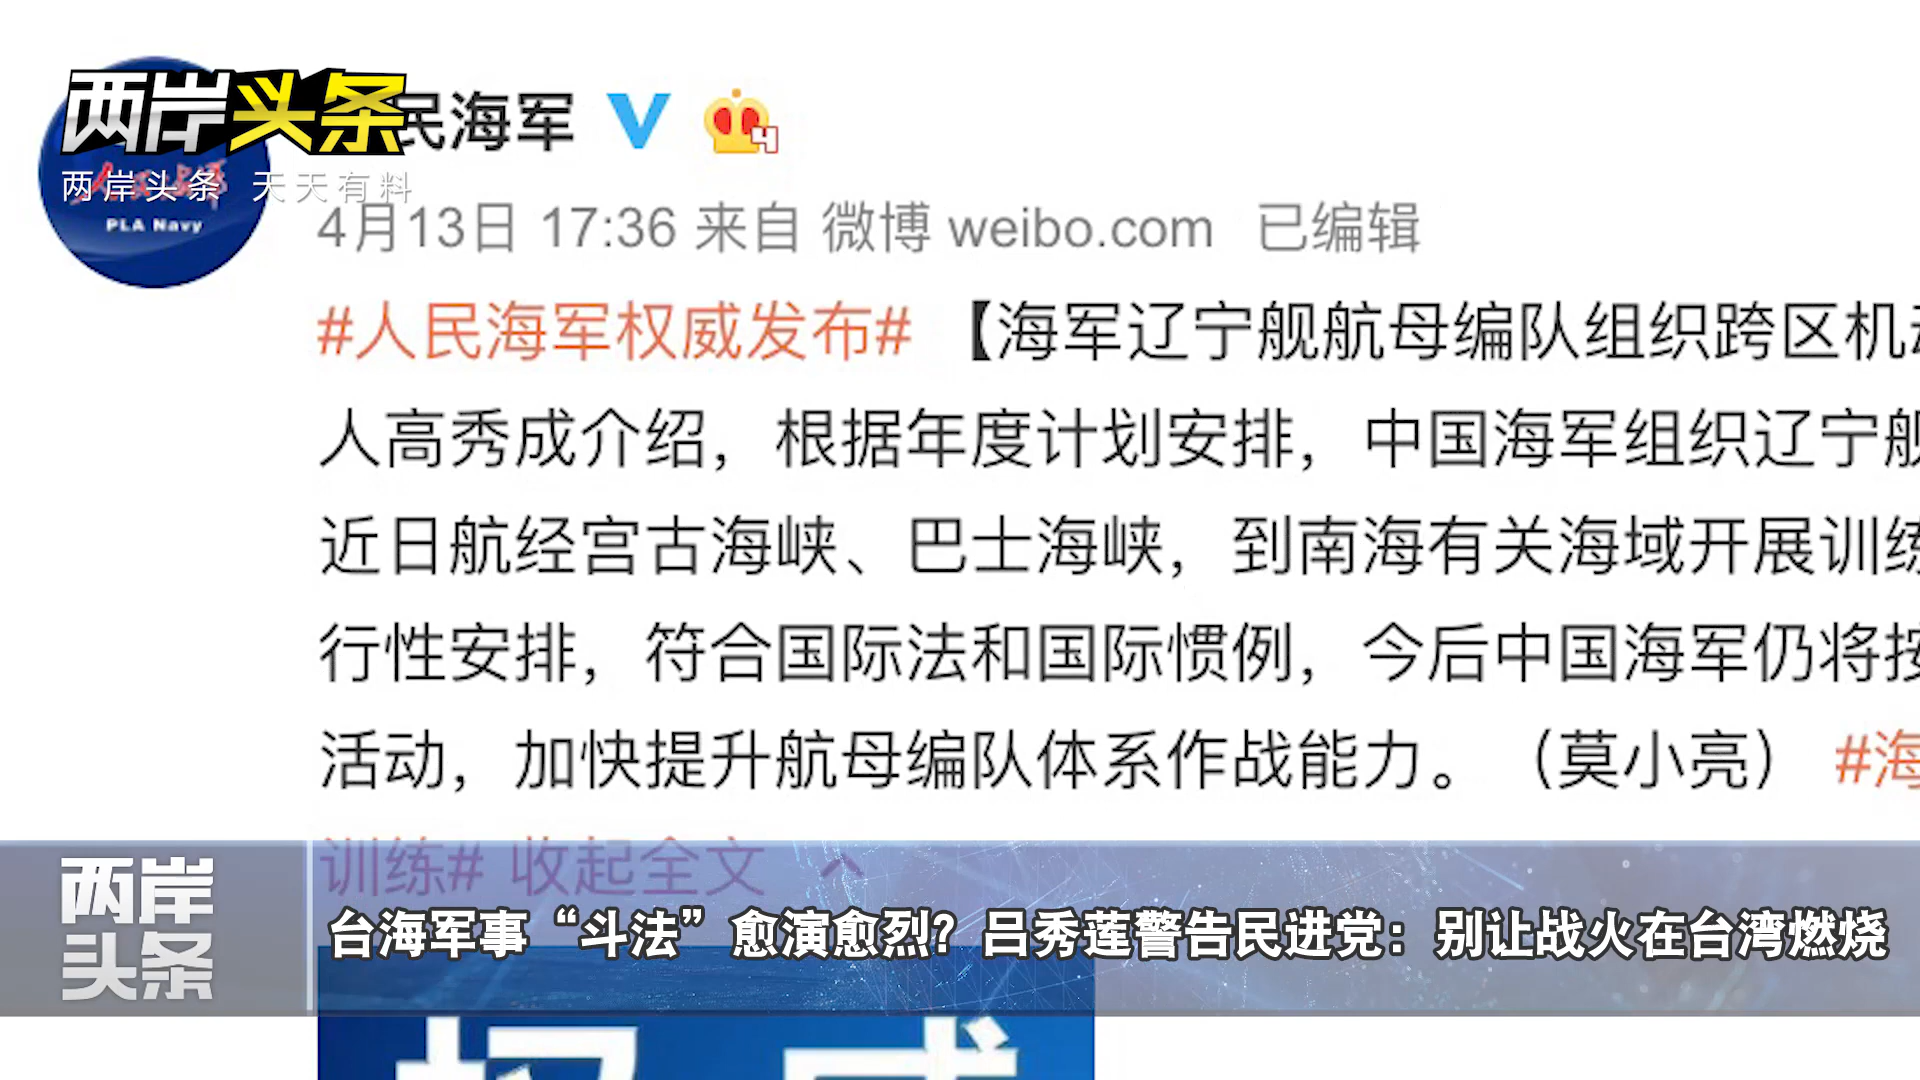 两岸头条
民海军
两岸头条 天天有料
PLA Navy
4月13日 17:36 来自 微博 weibo.com 已编辑
#人民海军权威发布# 【海军辽宁舰航母编队组织跨区机
人高秀成介绍，根据年度计划安排，中国海军组织辽宁舰
近日航经宫古海峡、巴士海峡，到南海有关海域开展训练
行性安排，符合国际法和国际惯例，今后中国海军仍将按
活动，加快提升航母编队体系作战能力。（莫小亮） #海
训练# 收起全文
两岸
头条
台海军事“斗法”愈演愈烈？吕秀莲警告民进党：别让战火在台湾燃烧